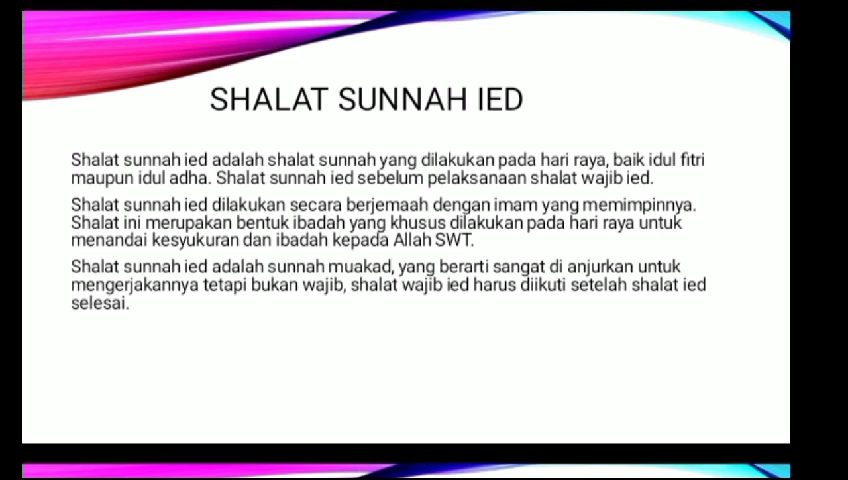 SHALAT SUNNAH IED
Shalat sunnah ied adalah shalat sunnah yang dilakukan pada hari raya, baik idul fitri
maupun idul adha. Shalat sunnah ied sebelum pelaksanaan shalat wajib ied.
Shalat sunnah ied dilakukan secara berjemaah dengan imam yang memimpinnya.
Shalat ini merupakan bentuk ibadah yang khusus dilakukan pada hari raya untuk
menandai kesyukuran dan ibadah kepada Allah SWT.
Shalat sunnah ied adalah sunnah muakad, yang berarti sangat di anjurkan untuk
mengerjakannya tetapi bukan wajib, shalat wajib ied harus diikuti setelah shalat ied
selesai.